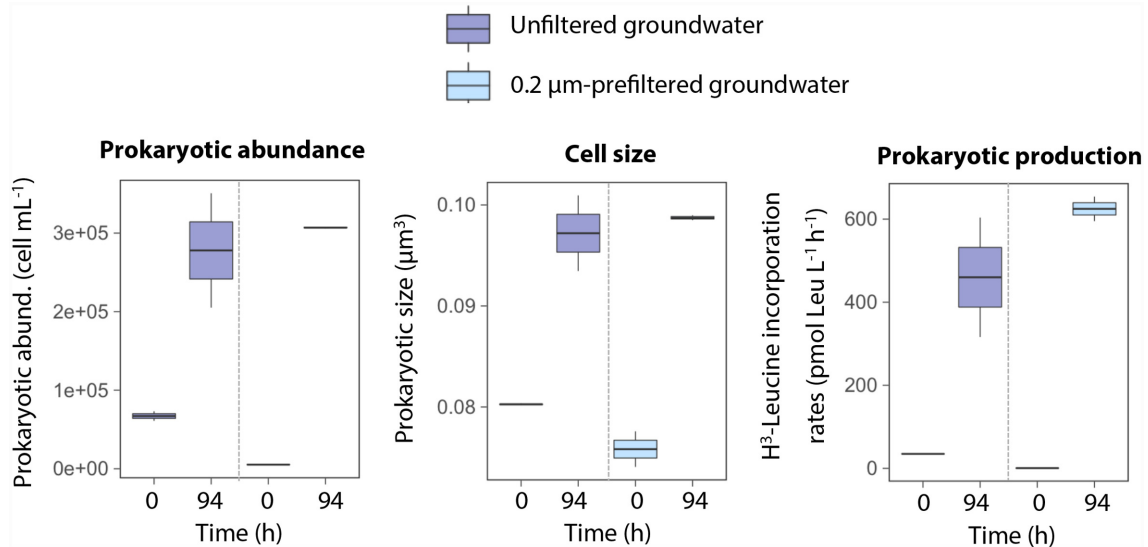 Unfiltered groundwater
0.2 µm-prefiltered groundwater
Prokaryotic abundance
Prokaryotic abund. (cell mL⁻¹)
3e+05
2e+05
1e+05
0e+00
0 94 0 94
Time (h)
Cell size
Prokaryotic size (µm³)
0.10
0.09
0.08
0 94 0 94
Time (h)
Prokaryotic production
H³-Leucine incorporation
rates (pmol Leu L⁻¹ h⁻¹)
600
400
200
0
0 94 0 94
Time (h)